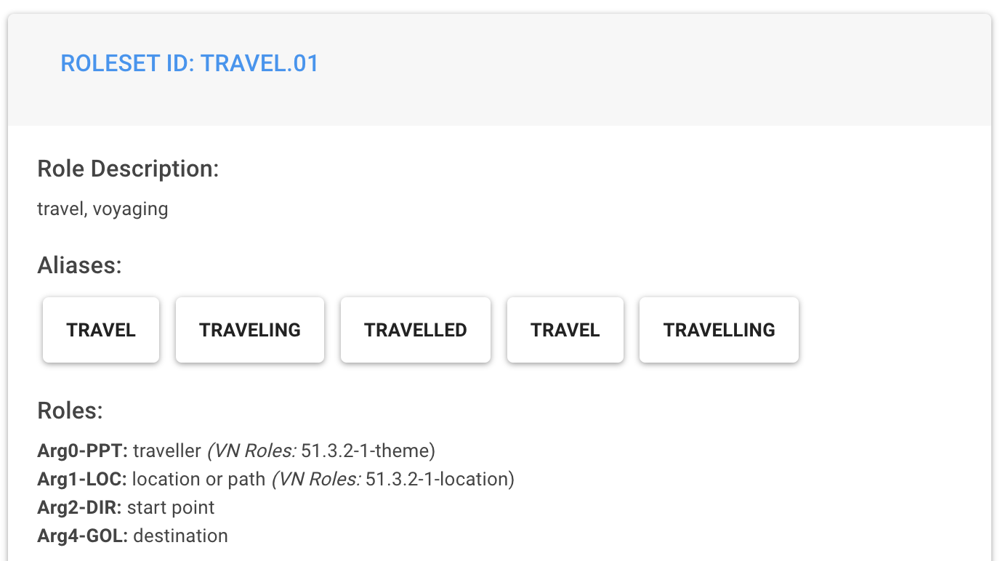 ROLESET ID: TRAVEL.01
Role Description:
travel, voyaging
Aliases:
TRAVEL TRAVELING TRAVELLED TRAVEL TRAVELLING
Roles:
Arg0-PPT: traveller (VN Roles: 51.3.2-1-theme)
Arg1-LOC: location or path (VN Roles: 51.3.2-1-location)
Arg2-DIR: start point
Arg4-GOL: destination